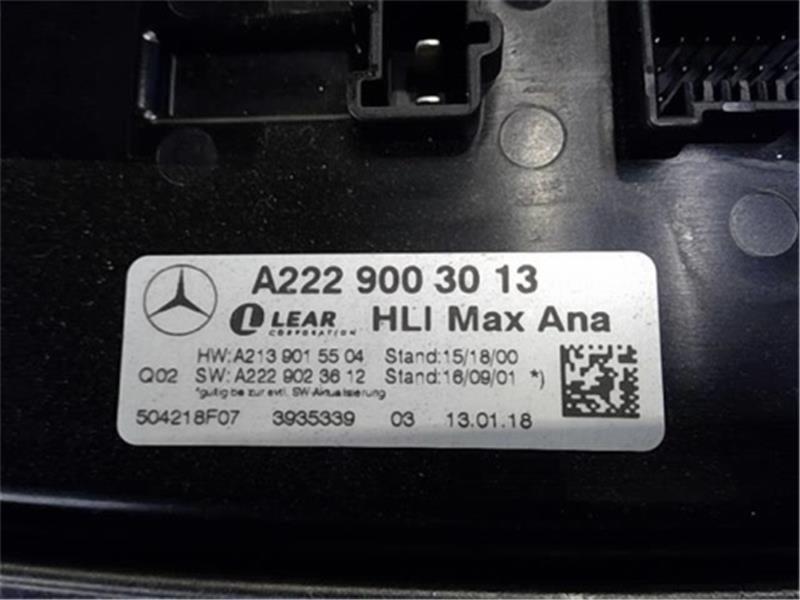 A222 900 30 13
LEAR CORPORATION HLI Max Ana
HW:A213 901 55 04 Stand:15/18/00
Q02 SW:A222 902 36 12 Stand:16/09/01 *)
*gültig bis zur evtl. SW-Aktualisierung
504218F07 3935339 03 13.01.18